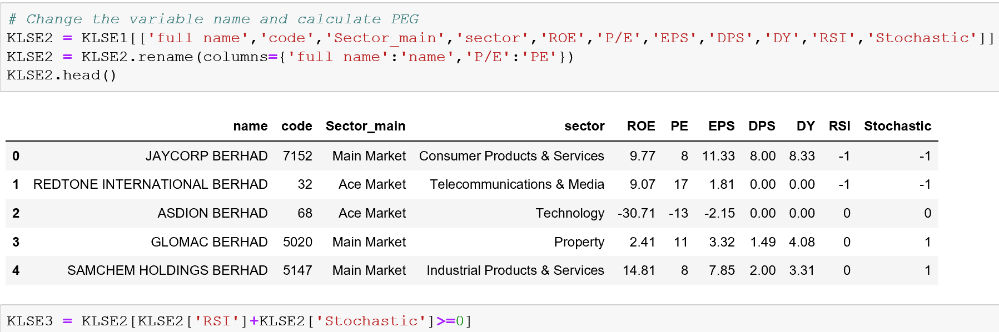 # Change the variable name and calculate PEG
KLSE2 = KLSE1[['full name','code','Sector_main','sector','ROE','P/E','EPS','DPS','DY','RSI','Stochastic']]
KLSE2 = KLSE2.rename(columns={'full name':'name','P/E':'PE'})
KLSE2.head()
name code Sector_main sector ROE PE EPS DPS DY RSI Stochastic
0 JAYCORP BERHAD 7152 Main Market Consumer Products & Services 9.77 8 11.33 8.00 8.33 -1 -1
1 REDTONE INTERNATIONAL BERHAD 32 Ace Market Telecommunications & Media 9.07 17 1.81 0.00 0.00 -1 -1
2 ASDION BERHAD 68 Ace Market Technology -30.71 -13 -2.15 0.00 0.00 0 0
3 GLOMAC BERHAD 5020 Main Market Property 2.41 11 3.32 1.49 4.08 0 1
4 SAMCHEM HOLDINGS BERHAD 5147 Main Market Industrial Products & Services 14.81 8 7.85 2.00 3.31 0 1
KLSE3 = KLSE2[KLSE2['RSI']+KLSE2['Stochastic']>=0]